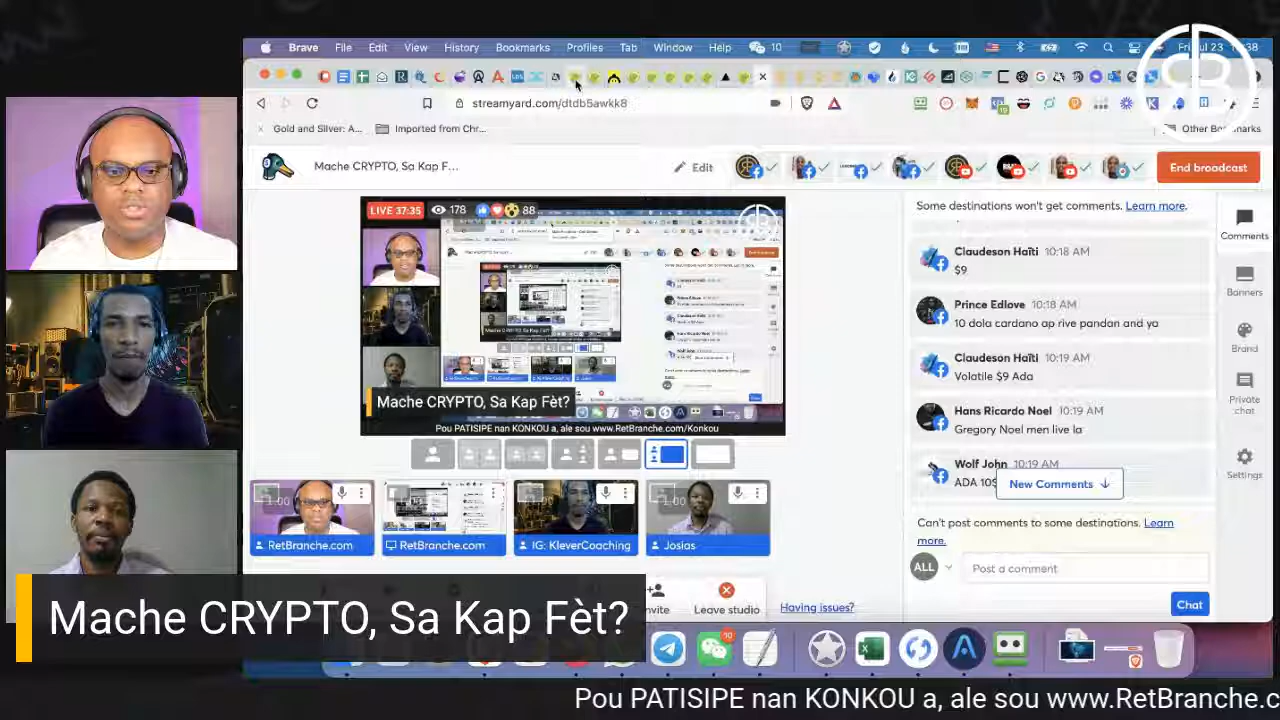 Brave File Edit View History Bookmarks Profiles Tab Window Help 10
streamyard.com/dtdb5awkk8
Gold and Silver: A... Imported from Chr... Other Bookmarks
Mache CRYPTO, Sa Kap F... Edit End broadcast
LIVE 37:35 178 88
Mache CRYPTO, Sa Kap Fèt?
Pou PATISIPE nan KONKOU a, ale sou www.RetBranche.com/Konkou
RetBranche.com RetBranche.com IG: KleverCoaching Josias
Leave studio Having issues?
Some destinations won't get comments. Learn more.
Claudeson Haïti 10:18 AM
$9
Prince Edlove 10:18 AM
10 dola cardano ap rive pandan ane ya
Claudeson Haïti 10:19 AM
Volatile $9 Ada
Hans Ricardo Noel 10:19 AM
Gregory Noel men live la
Wolf John 10:19 AM
ADA 10$
New Comments ↓
Can't post comments to some destinations. Learn
more.
ALL Post a comment
Chat
Comments
Banners
Brand
Private
chat
Settings
Mache CRYPTO, Sa Kap Fèt?
Pou PATISIPE nan KONKOU a, ale sou www.RetBranche.c